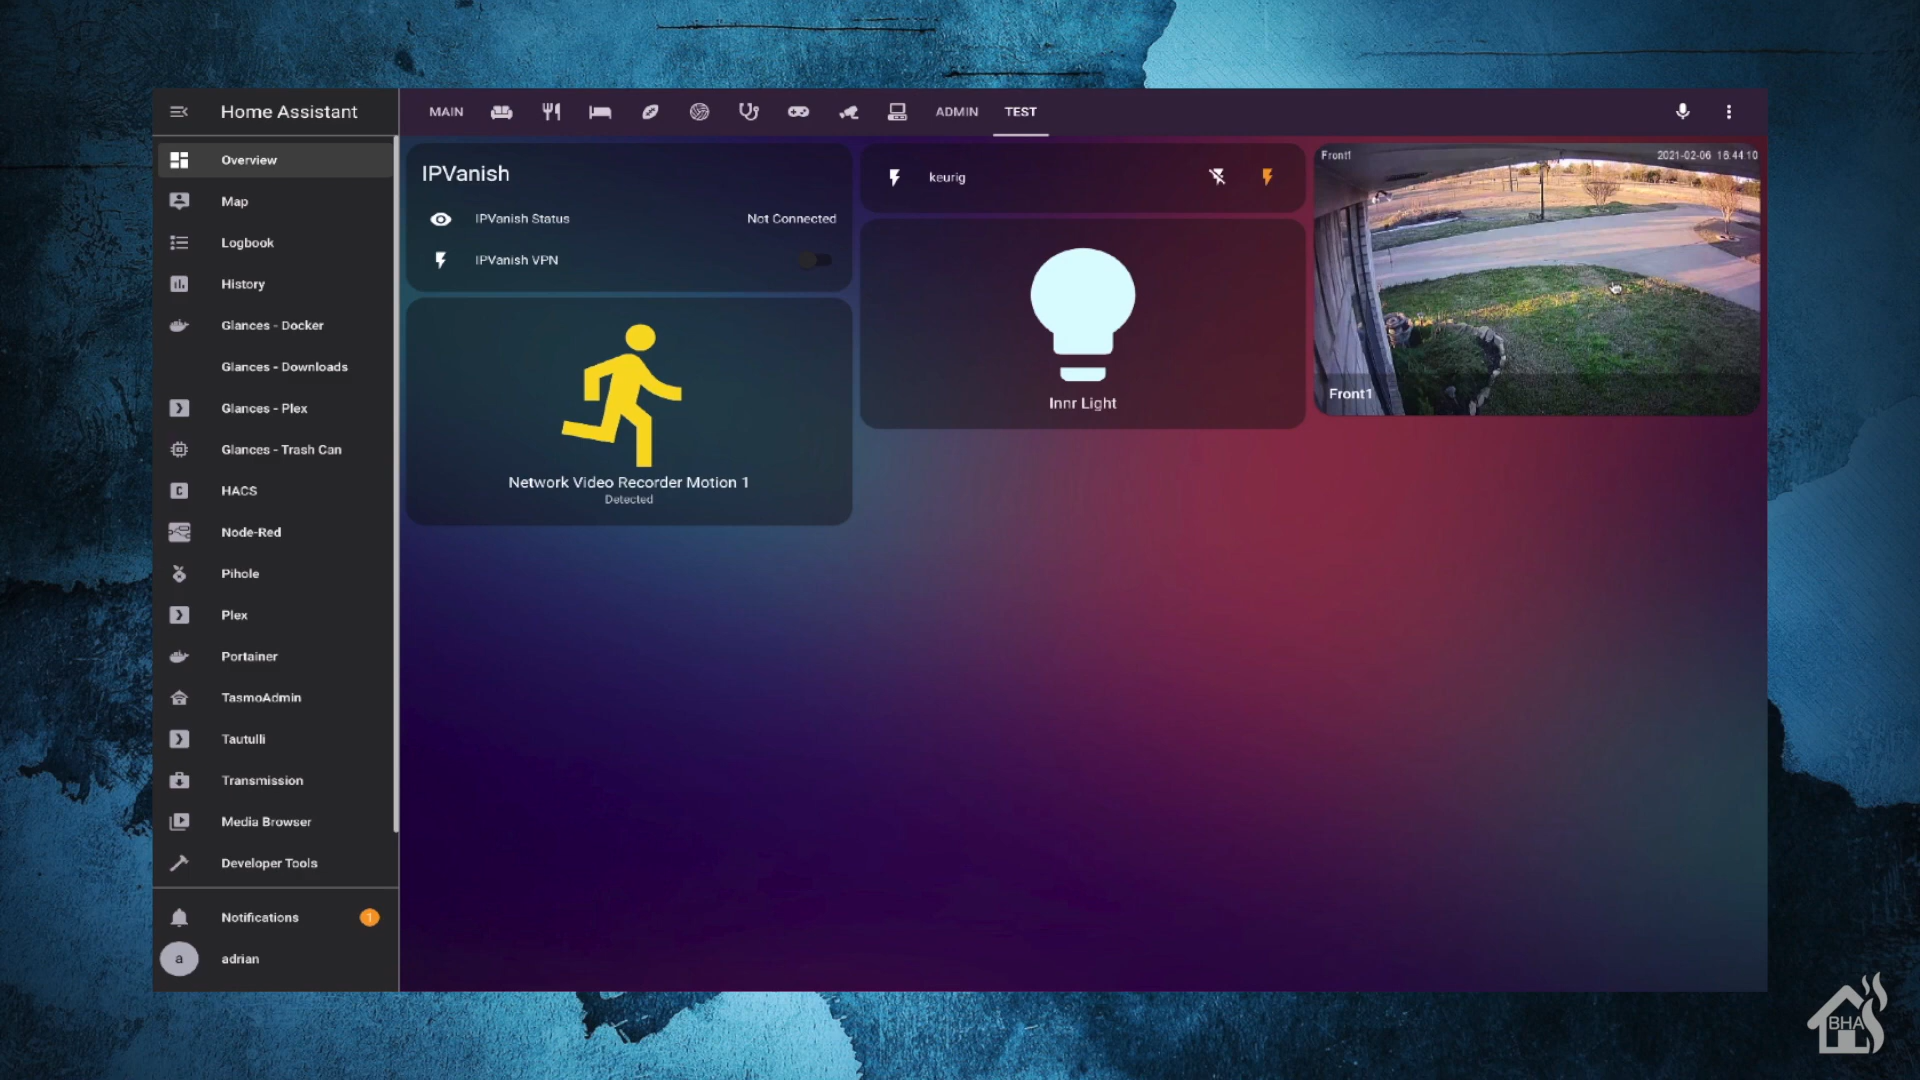 Home Assistant
MAIN
ADMIN
TEST
Overview
Map
Logbook
History
Glances - Docker
Glances - Downloads
Glances - Plex
Glances - Trash Can
HACS
Node-Red
Pihole
Plex
Portainer
TasmoAdmin
Tautulli
Transmission
Media Browser
Developer Tools
Notifications 1
a adrian
IPVanish
IPVanish Status Not Connected
IPVanish VPN
Network Video Recorder Motion 1
Detected
keurig
Innr Light
Front1 2021-02-06 16:44:10
Front1
BHA